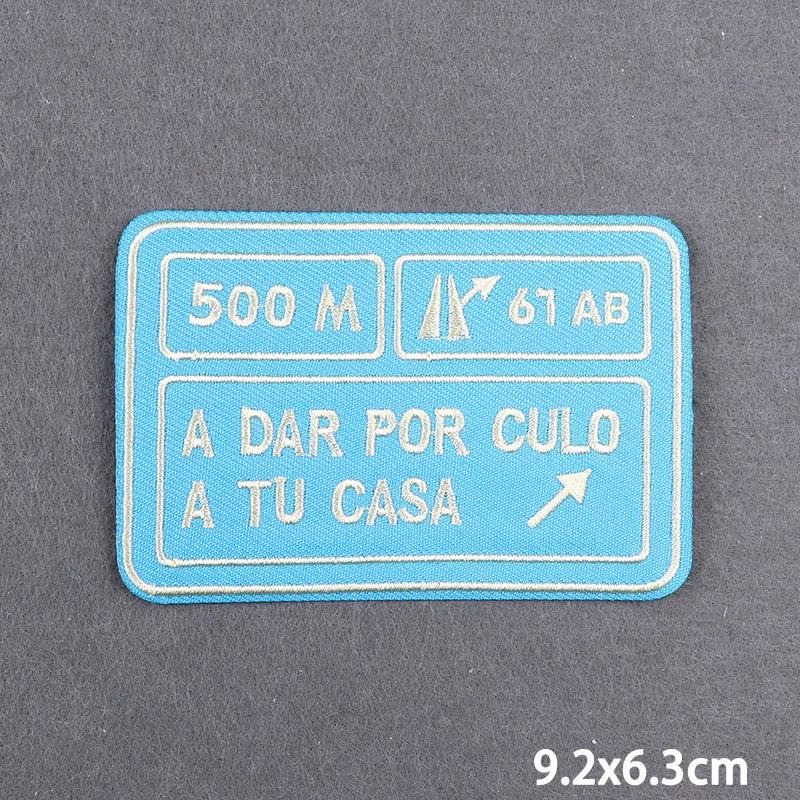 500 M
61 AB
A DAR POR CULO
A TU CASA
9.2x6.3cm